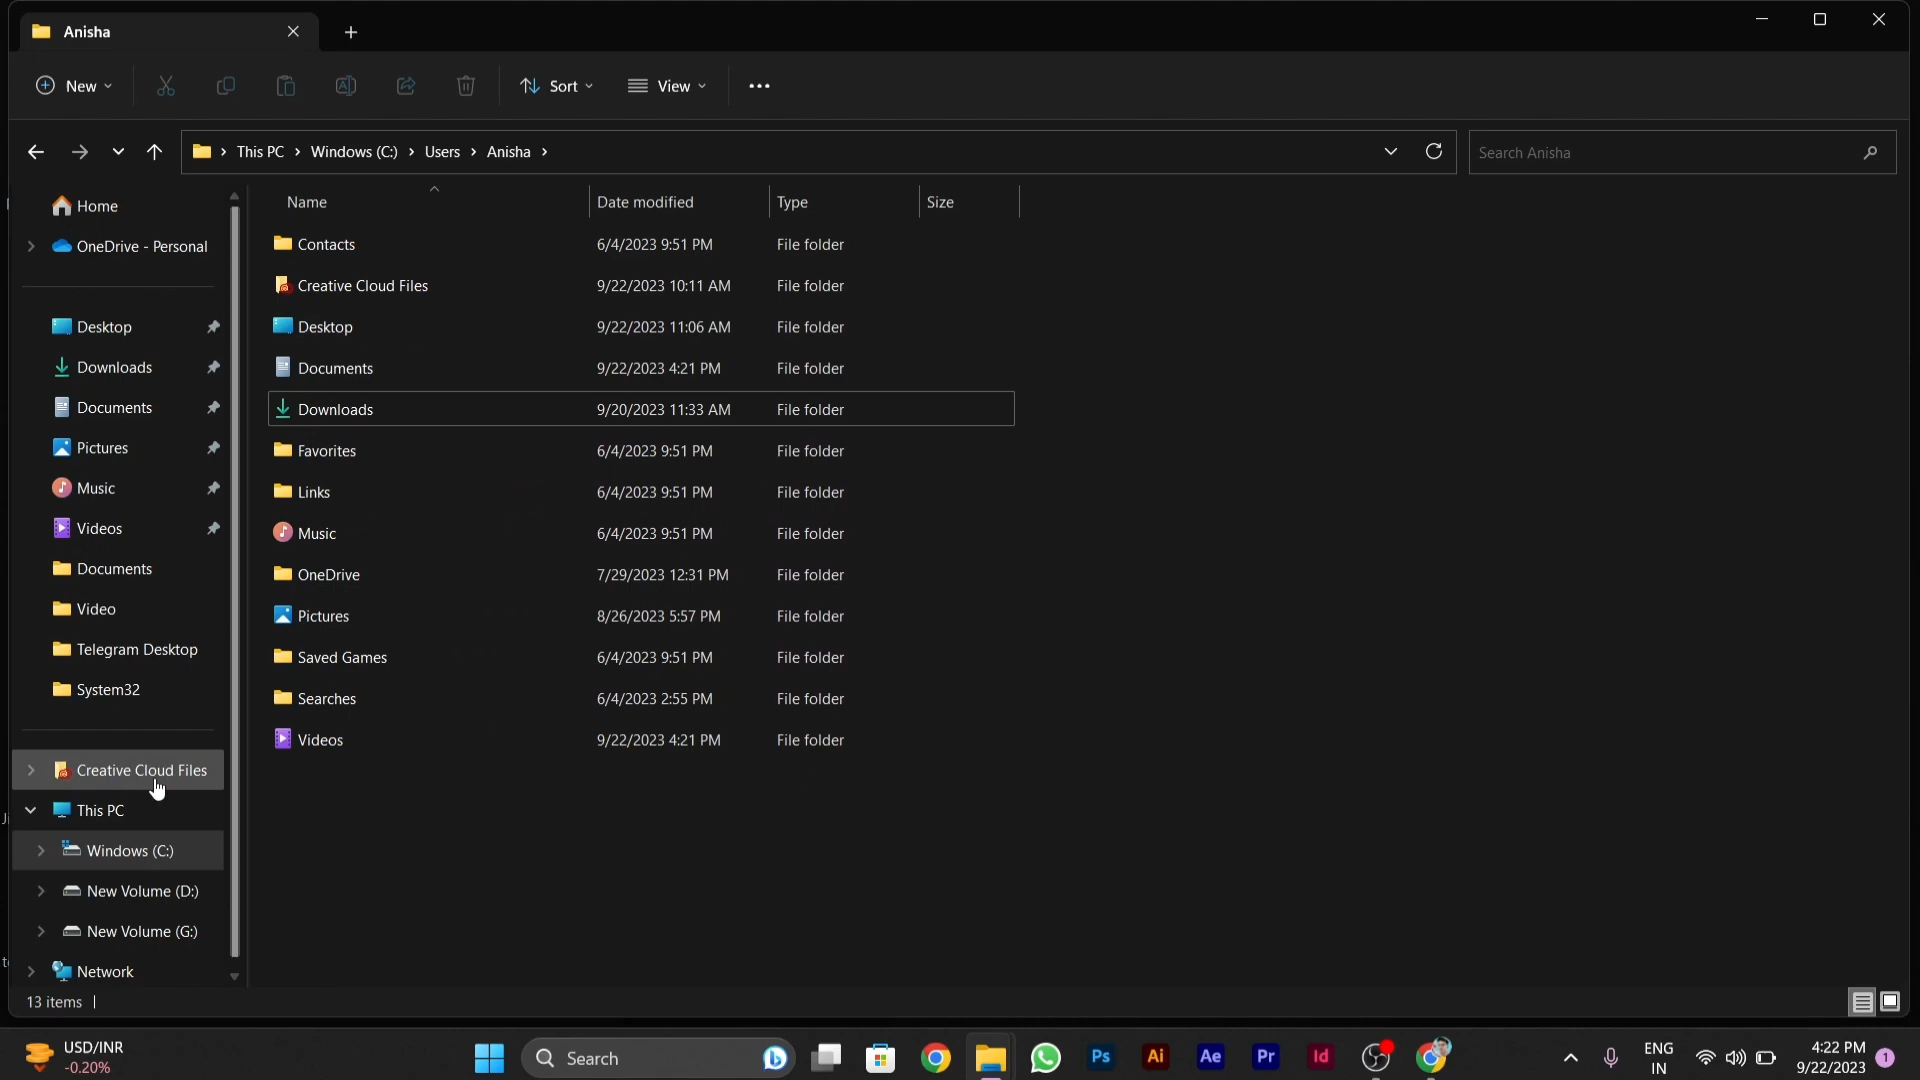 Anisha
New
Sort
View
This PC
Windows (C:)
Users
Anisha
Search Anisha
Home
OneDrive - Personal
Desktop
Downloads
Documents
Pictures
Music
Videos
Documents
Video
Telegram Desktop
System32
Creative Cloud Files
This PC
Windows (C:)
New Volume (D:)
New Volume (G:)
Network
Name Date modified Type Size
Contacts 6/4/2023 9:51 PM File folder
Creative Cloud Files 9/22/2023 10:11 AM File folder
Desktop 9/22/2023 11:06 AM File folder
Documents 9/22/2023 4:21 PM File folder
Downloads 9/20/2023 11:33 AM File folder
Favorites 6/4/2023 9:51 PM File folder
Links 6/4/2023 9:51 PM File folder
Music 6/4/2023 9:51 PM File folder
OneDrive 7/29/2023 12:31 PM File folder
Pictures 8/26/2023 5:57 PM File folder
Saved Games 6/4/2023 9:51 PM File folder
Searches 6/4/2023 2:55 PM File folder
Videos 9/22/2023 4:21 PM File folder
13 items
USD/INR
-0.20%
Search
Ps
Ai
Ae
Pr
Id
ENG
IN
4:22 PM
9/22/2023
1